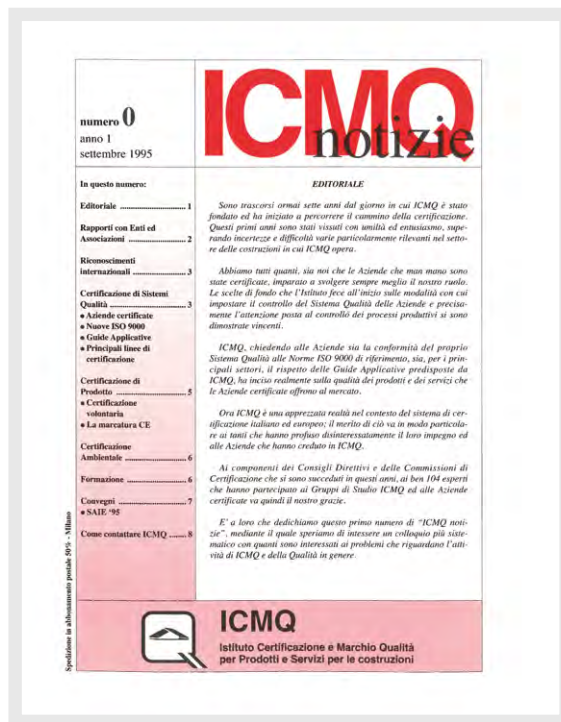 numero 0
anno 1
settembre 1995
ICMQ
notizie
In questo numero:
Editoriale ........................... 1
Rapporti con Enti ed
Associazioni ....................... 2
Riconoscimenti
internazionali .................... 3
Certificazione di Sistemi
Qualità ............................... 3
• Aziende certificate
• Nuove ISO 9000
• Guide Applicative
• Principali linee di
certificazione
Certificazione di
Prodotto ............................. 5
• Certificazione
volontaria
• La marcatura CE
Certificazione
Ambientale ......................... 6
Formazione ........................ 6
Convegni ............................ 7
• SAIE '95
Come contattare ICMQ ...... 8
Spedizione in abbonamento postale 50% - Milano
EDITORIALE
Sono trascorsi ormai sette anni dal giorno in cui ICMQ è stato
fondato ed ha iniziato a percorrere il cammino della certificazione.
Questi primi anni sono stati vissuti con umiltà ed entusiasmo, supe-
rando incertezze e difficoltà varie particolarmente rilevanti nel setto-
re delle costruzioni in cui ICMQ opera.
Abbiamo tutti quanti, sia noi che le Aziende che man mano sono
state certificate, imparato a svolgere sempre meglio il nostro ruolo.
Le scelte di fondo che l'Istituto fece all'inizio sulle modalità con cui
impostare il controllo del Sistema Qualità delle Aziende e precisa-
mente l'attenzione posta al controllo dei processi produttivi si sono
dimostrate vincenti.
ICMQ, chiedendo alle Aziende sia la conformità del proprio
Sistema Qualità alle Norme ISO 9000 di riferimento, sia, per i prin-
cipali settori, il rispetto delle Guide Applicative predisposte da
ICMQ, ha inciso realmente sulla qualità dei prodotti e dei servizi che
le Aziende certificate offrono al mercato.
Ora ICMQ è una apprezzata realtà nel contesto del sistema di cer-
tificazione italiano ed europeo; il merito di ciò va in modo particola-
re ai tanti che hanno profuso disinteressatamente il loro impegno ed
alle Aziende che hanno creduto in ICMQ.
Ai componenti dei Consigli Direttivi e delle Commissioni di
Certificazione che si sono succeduti in questi anni, ai ben 104 esperti
che hanno partecipato ai Gruppi di Studio ICMQ ed alle Aziende
certificate va quindi il nostro grazie.
E' a loro che dedichiamo questo primo numero di "ICMQ noti-
zie", mediante il quale speriamo di intessere un colloquio più siste-
matico con quanti sono interessati ai problemi che riguardano l'atti-
vità di ICMQ e della Qualità in genere.
ICMQ
Istituto Certificazione e Marchio Qualità
per Prodotti e Servizi per le costruzioni